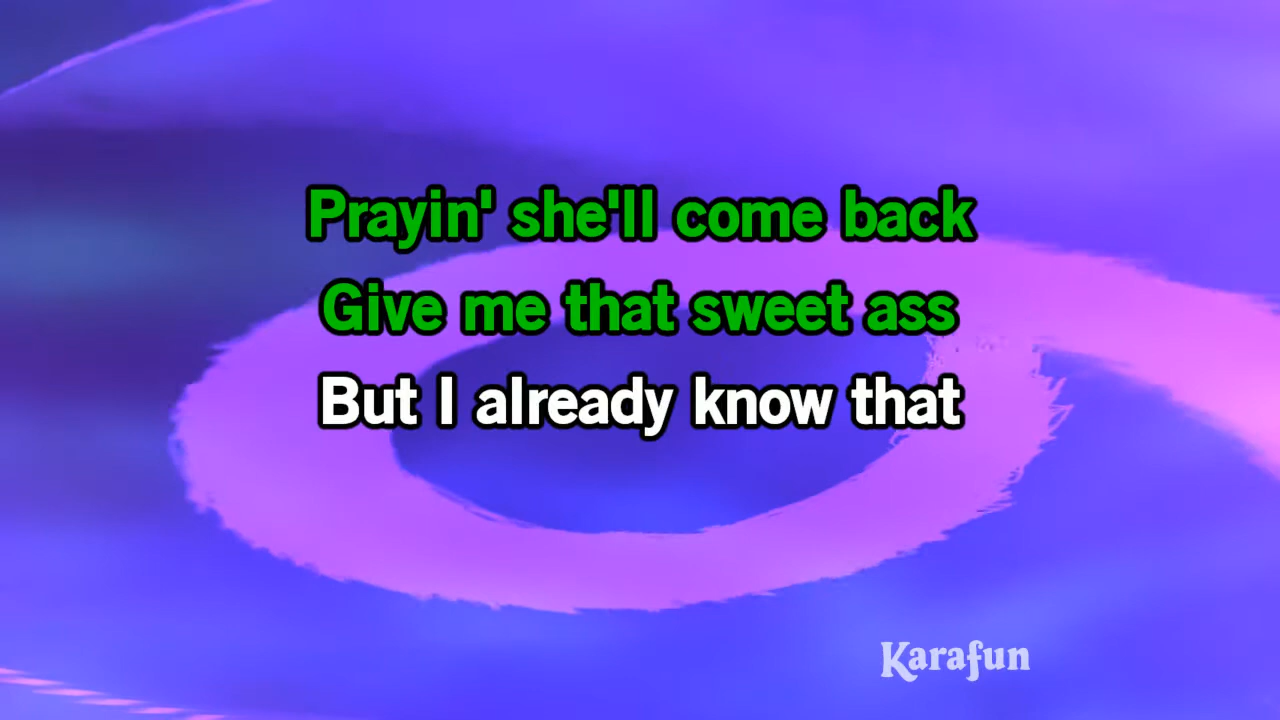 Prayin' she'll come back
Give me that sweet ass
But I already know that
Karafun